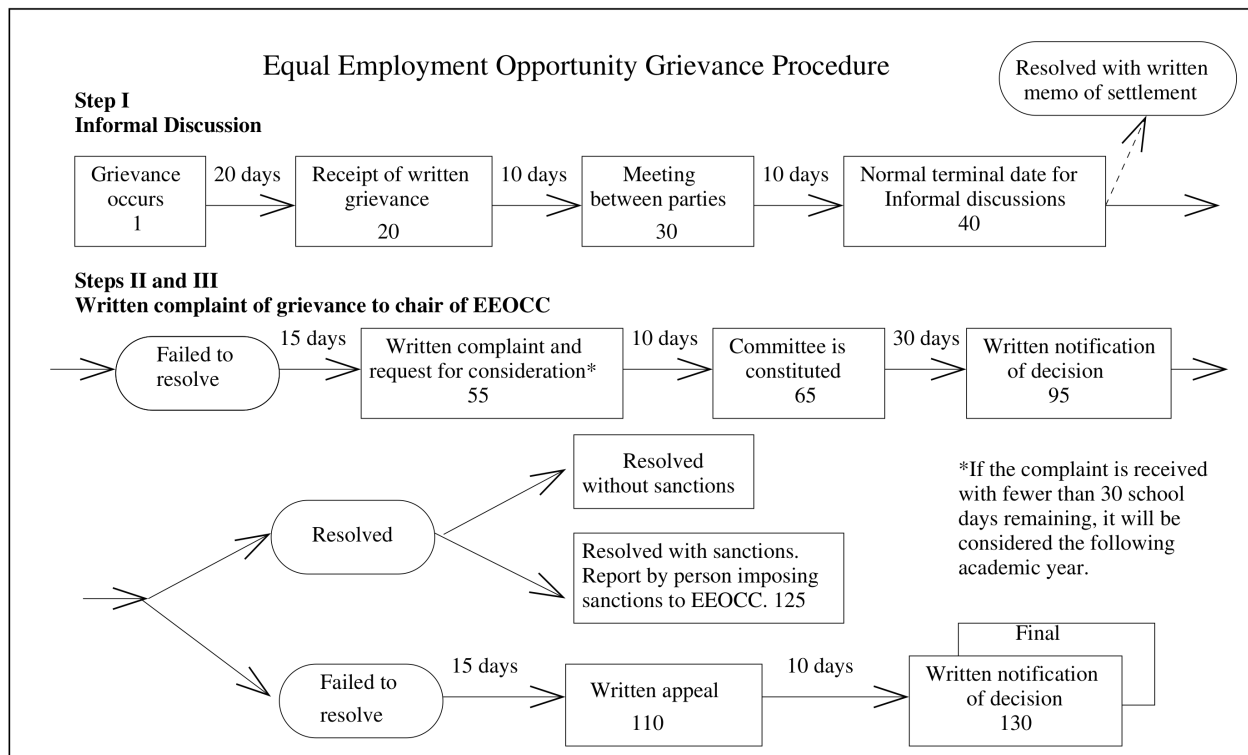 Equal Employment Opportunity Grievance Procedure
Resolved with written
memo of settlement
Step I
Informal Discussion
Grievance
occurs
1
20 days
Receipt of written
grievance
20
10 days
Meeting
between parties
30
10 days
Normal terminal date for
Informal discussions
40
Steps II and III
Written complaint of grievance to chair of EEOCC
Failed to
resolve
15 days
Written complaint and
request for consideration*
55
10 days
Committee is
constituted
65
30 days
Written notification
of decision
95
Resolved
Resolved
without sanctions
Resolved with sanctions.
Report by person imposing
sanctions to EEOCC. 125
*If the complaint is received
with fewer than 30 school
days remaining, it will be
considered the following
academic year.
Failed to
resolve
15 days
Written appeal
110
10 days
Final
Written notification
of decision
130